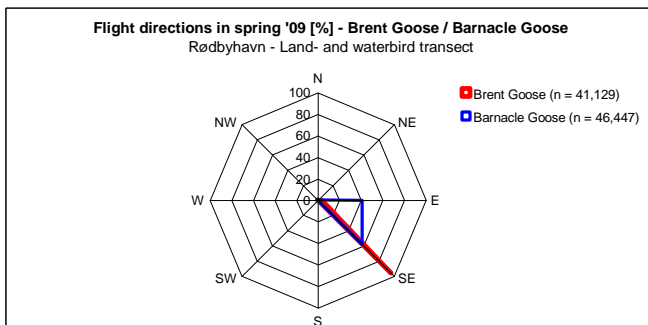 Flight directions in spring '09 [%] - Brent Goose / Barnacle Goose
Rødbyhavn - Land- and waterbird transect
N
NE
E
SE
S
SW
W
NW
100
80
60
40
20
0
Brent Goose (n = 41,129)
Barnacle Goose (n = 46,447)